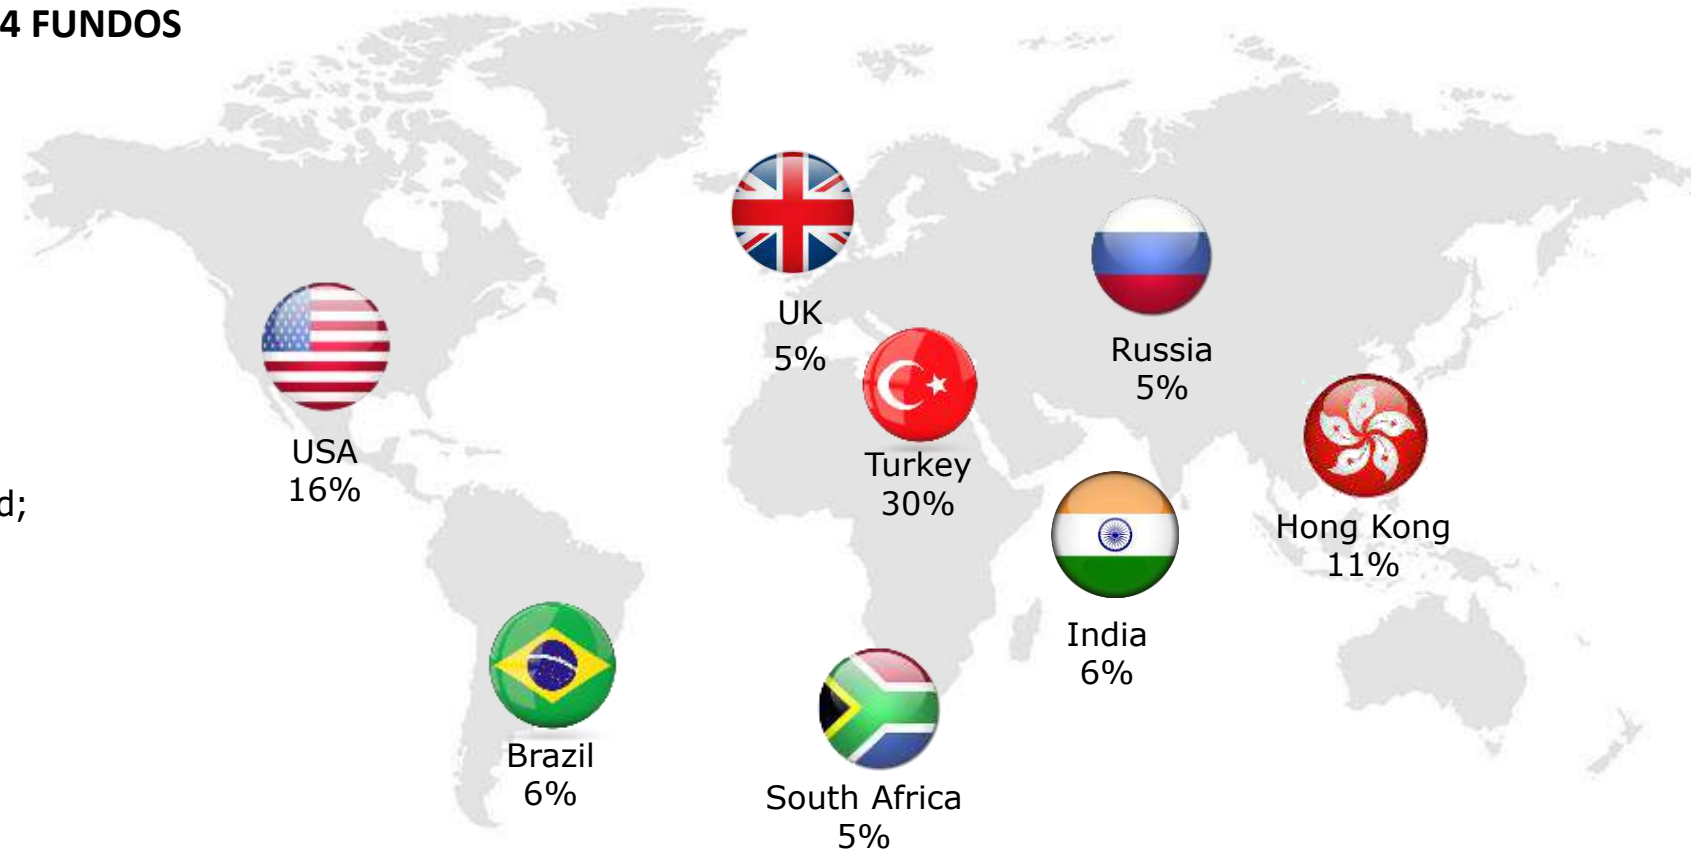 4 FUNDOS
UK
5%
Russia
5%
USA
16%
Turkey
30%
d;
Hong Kong
11%
India
6%
Brazil
6%
South Africa
5%